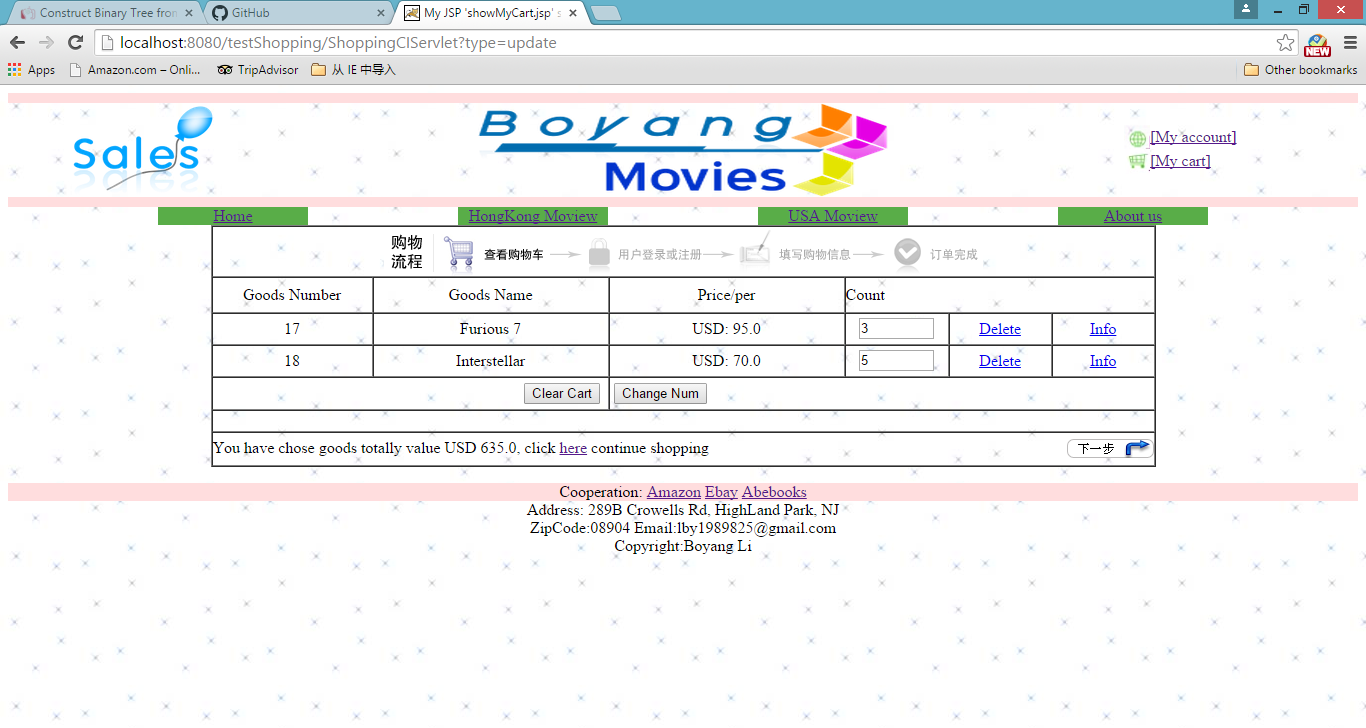 Construct Binary Tree from
GitHub
My JSP 'showMyCart.jsp' s
localhost:8080/testShopping/ShoppingClServlet?type=update
NEW
Apps
Amazon.com – Onli...
TripAdvisor
从 IE 中导入
Other bookmarks
Sales
Boyang
Movies
[My account]
[My cart]
Home
HongKong Moview
USA Moview
About us
购物
流程
查看购物车
用户登录或注册
填写购物信息
订单完成
Goods Number Goods Name Price/per Count
17 Furious 7 USD: 95.0 3 Delete Info
18 Interstellar USD: 70.0 5 Delete Info
Clear Cart Change Num
You have chose goods totally value USD 635.0, click here continue shopping
下一步
Cooperation: Amazon Ebay Abebooks
Address: 289B Crowells Rd, HighLand Park, NJ
ZipCode:08904 Email:lby1989825@gmail.com
Copyright:Boyang Li